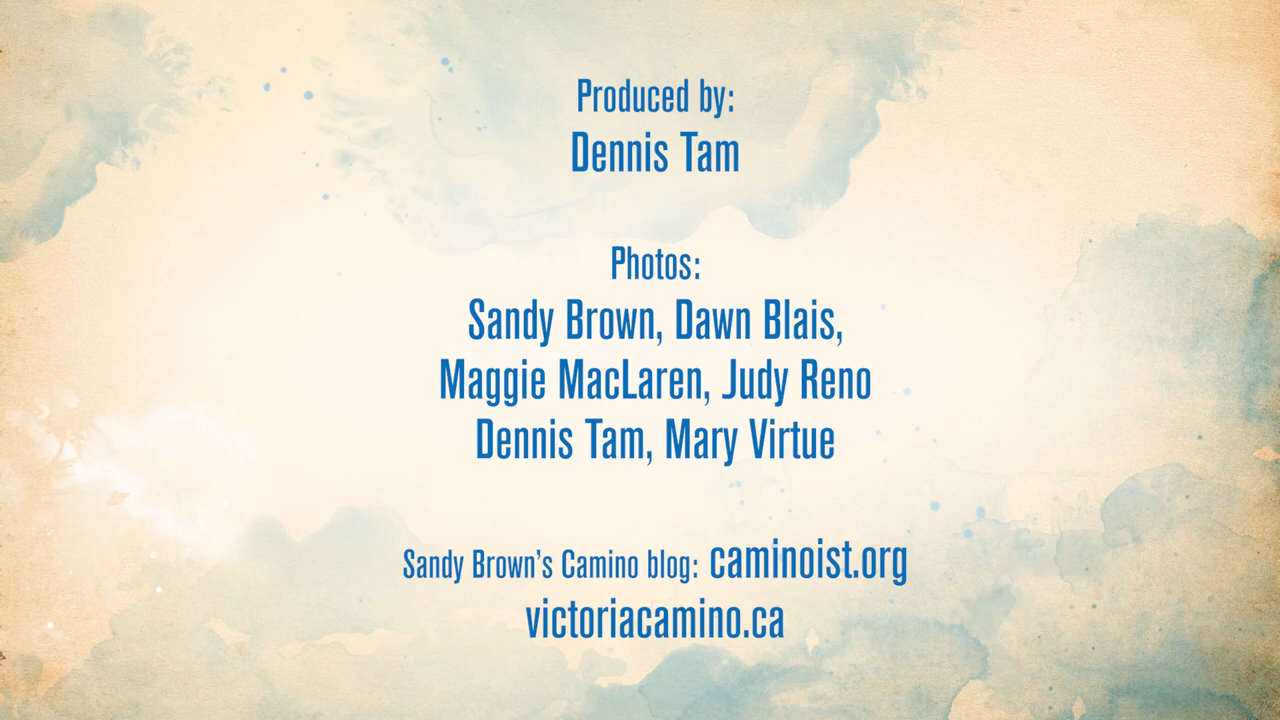 Produced by:
Dennis Tam
Photos:
Sandy Brown, Dawn Blais,
Maggie MacLaren, Judy Reno
Dennis Tam, Mary Virtue
Sandy Brown's Camino blog: caminoist.org
victoriacamino.ca